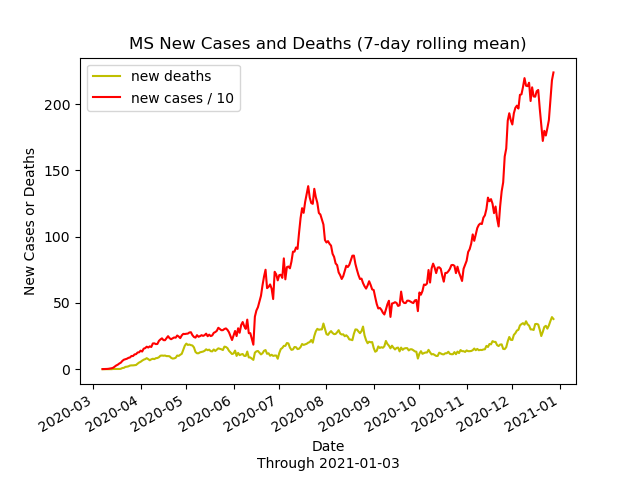 MS New Cases and Deaths (7-day rolling mean)
new deaths
new cases / 10
200
150
100
50
0
New Cases or Deaths
2020-03
2020-04
2020-05
2020-06
2020-07
2020-08
2020-09
2020-10
2020-11
2020-12
2021-01
Date
Through 2021-01-03